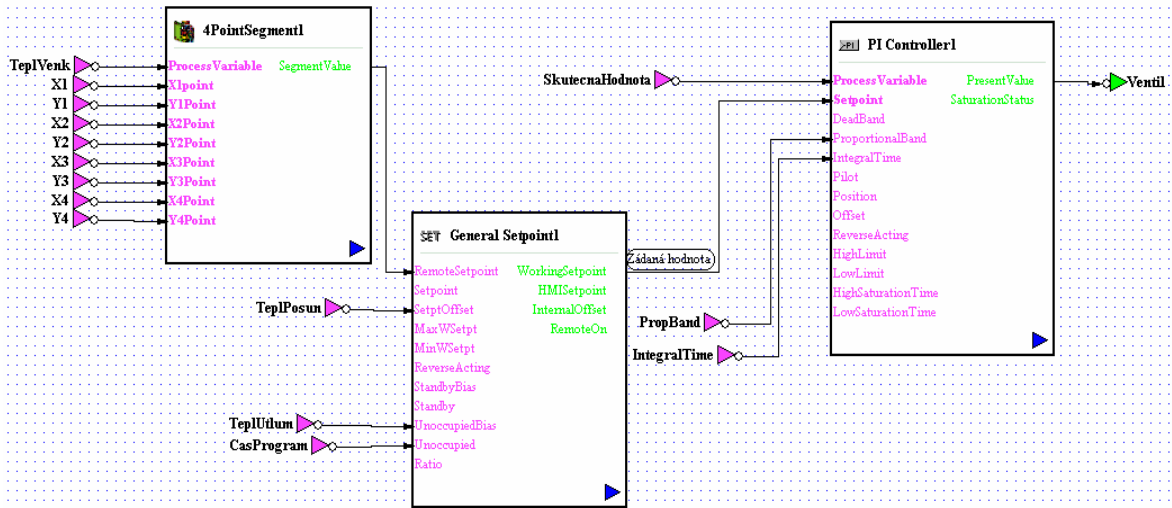 4PointSegment1
TeplVenk
X1
Y1
X2
Y2
X3
Y3
X4
Y4
ProcessVariable SegmentValue
X1point
Y1Point
X2Point
Y2Point
X3Point
Y3Point
X4Point
Y4Point
SET General Setpoint1
TeplPosun
TeplUtlum
CasProgram
RemoteSetpoint WorkingSetpoint
Setpoint HMISetpoint
SetptOffset InternalOffset
MaxWSetpt RemoteOn
MinWSetpt
ReverseActing
StandbyBias
Standby
UnoccupiedBias
Unoccupied
Ratio
Žádaná hodnota
PI PI Controller1
SkutecnaHodnota
PropBand
IntegralTime
ProcessVariable PresentValue
Setpoint SaturationStatus
DeadBand
ProportionalBand
IntegralTime
Pilot
Position
Offset
ReverseActing
HighLimit
LowLimit
HighSaturationTime
LowSaturationTime
Ventil